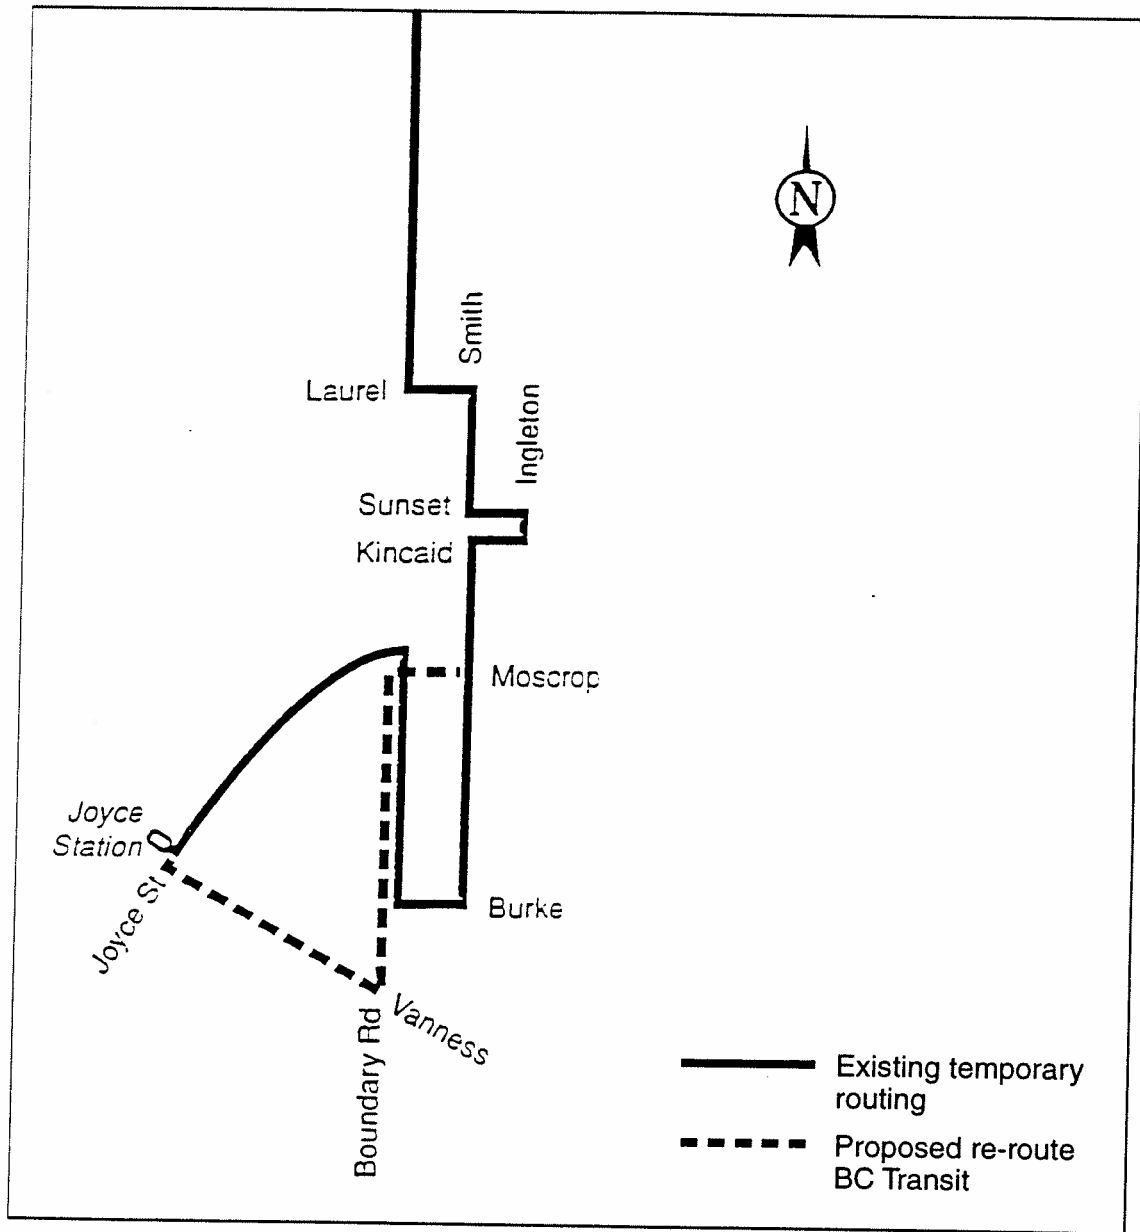 N
Smith
Laurel
Ingleton
Sunset
Kincaid
Moscrop
Joyce
Station
Joyce St
Burke
Vanness
Boundary Rd
Existing temporary
routing
Proposed re-route
BC Transit